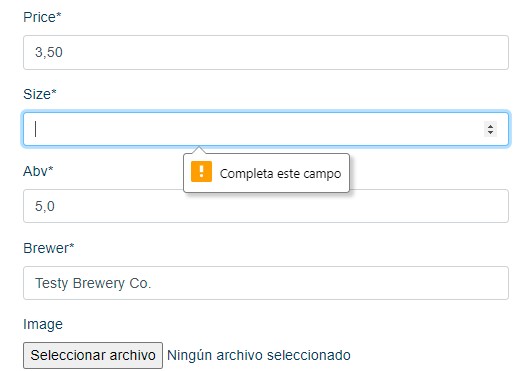 Price*
3,50
Size*
Completa este campo
Abv*
5,0
Brewer*
Testy Brewery Co.
Image
Seleccionar archivo Ningún archivo seleccionado